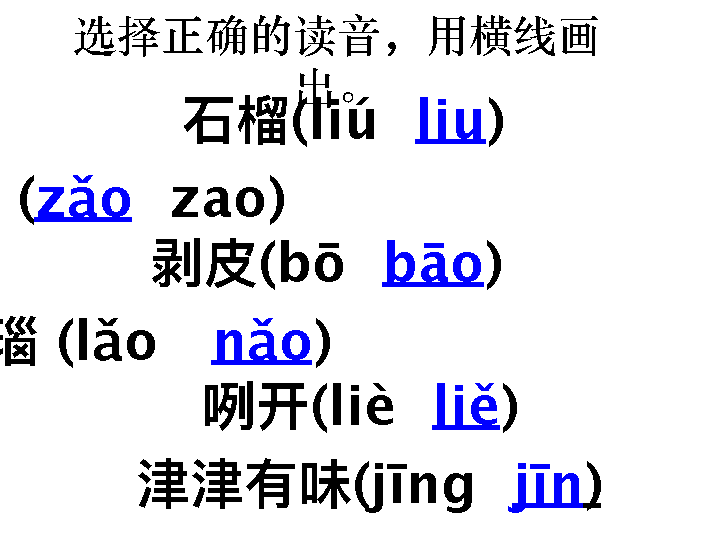 选择正确的读音，用横线画
出。
石榴(liú liu)
(zǎo zao)
剥皮(bō bāo)
瑙 (lǎo nǎo)
咧开(liè liě)
津津有味(jīng jīn)